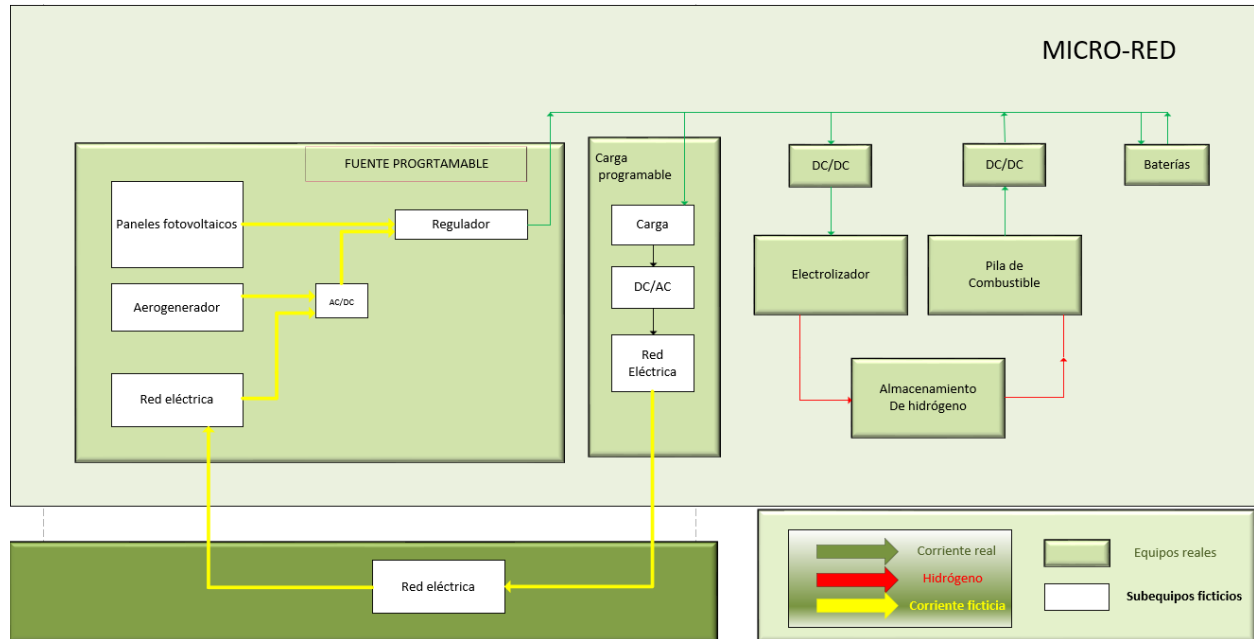 MICRO-RED
FUENTE PROGRTAMABLE
Paneles fotovoltaicos
Regulador
Aerogenerador
AC/DC
Red eléctrica
Carga
programable
Carga
DC/AC
Red
Eléctrica
DC/DC
DC/DC
Baterías
Electrolizador
Pila de
Combustible
Almacenamiento
De hidrógeno
Red eléctrica
Corriente real
Hidrógeno
Corriente ficticia
Equipos reales
Subequipos ficticios